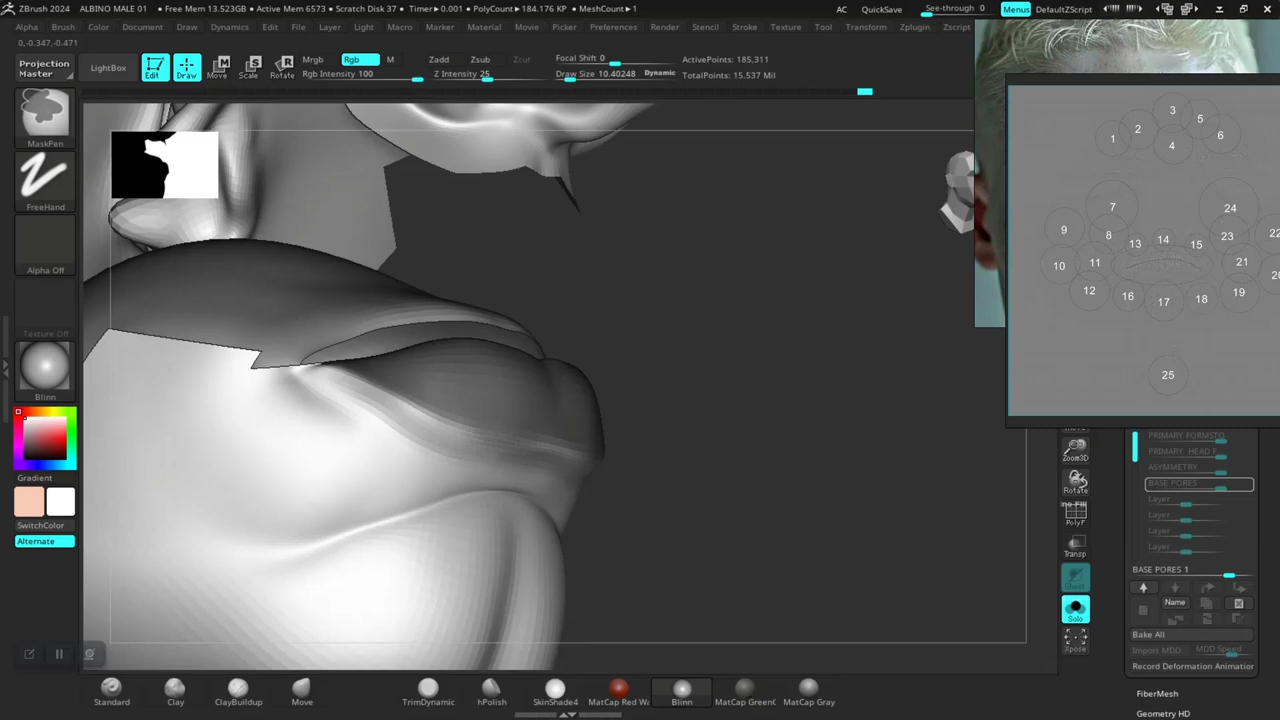 ZBrush 2024 ALBINO MALE 01 • Free Mem 13.523GB • Active Mem 6573 • Scratch Disk 37 • Timer▸0.001 • PolyCount▸184.176 KP • MeshCount▸1 AC QuickSave See-through 0 Menus DefaultZScript
Alpha Brush Color Document Draw Dynamics Edit File Layer Light Macro Marker Material Movie Picker Preferences Render Stencil Stroke Texture Tool Transform Zplugin Zscript
0,-0.347,-0.471
Projection Master
LightBox
Edit Draw Move Scale Rotate
Mrgb Rgb M
Rgb Intensity 100
Zadd Zsub Zcut
Z Intensity 25
Focal Shift 0
Draw Size 10.40248 Dynamic
ActivePoints: 185,311
TotalPoints: 15.537 Mil
MaskPen
FreeHand
Alpha Off
Texture Off
Blinn
Gradient
SwitchColor
Alternate
3
5
2
6
1
4
7
24
9
8
23
22
13
14
15
10
11
21
20
12
16
17
18
19
25
Zoom3D
Rotate
PolyF
Transp
Ghost
Solo
Xpose
PRIMARY FORMSTO
PRIMARY HEAD F
ASYMMETRY
BASE PORES
Layer
Layer
Layer
Layer
BASE PORES 1
Name
Bake All
Import MDD MDD Speed
Record Deformation Animation
FiberMesh
Geometry HD
Standard Clay ClayBuildup Move TrimDynamic hPolish SkinShade4 MatCap Red W Blinn MatCap GreenC MatCap Gray